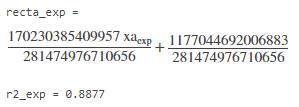 recta_exp =
170230385409957 xa_exp / 281474976710656 + 1177044692006883 / 281474976710656
r2_exp = 0.8877